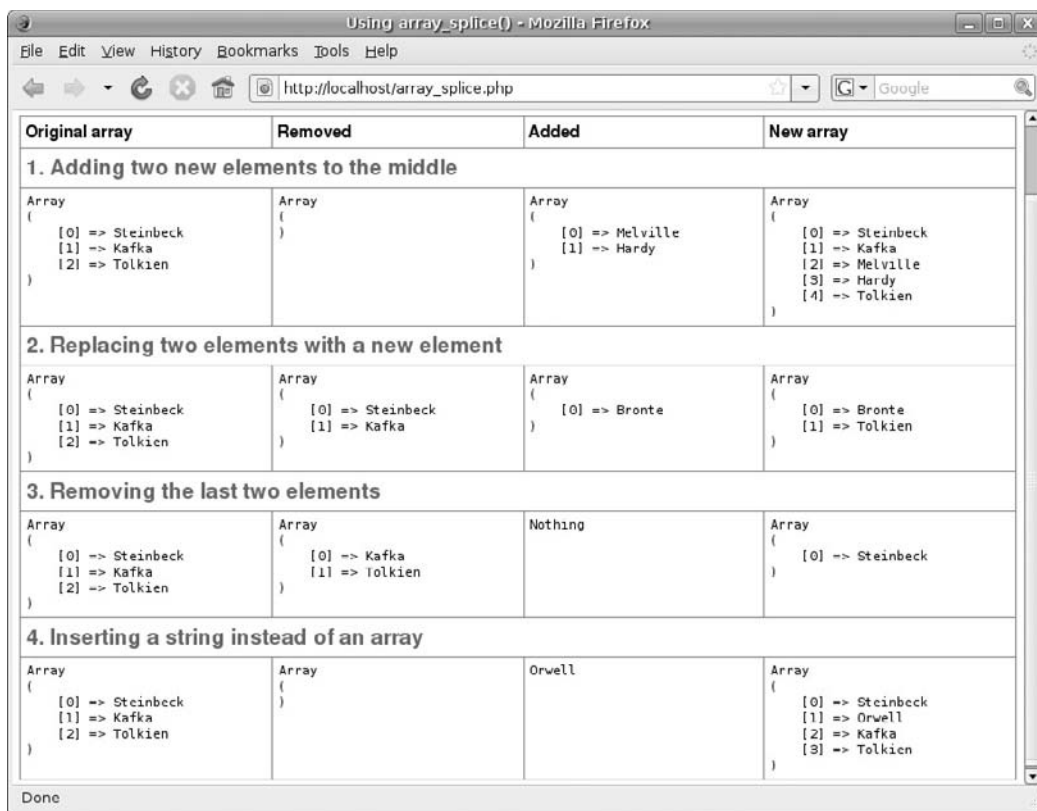 Using array_splice() - Mozilla Firefox
File Edit View History Bookmarks Tools Help
http://localhost/array_splice.php
G Google
Original array Removed Added New array
1. Adding two new elements to the middle
Array Array Array Array
( ( ( (
[0] => Steinbeck ) [0] => Melville [0] => Steinbeck
[1] => Kafka [1] => Hardy [1] => Kafka
[2] => Tolkien ) [2] => Melville
) [3] => Hardy
[4] => Tolkien
)
2. Replacing two elements with a new element
Array Array Array Array
( ( ( (
[0] => Steinbeck [0] => Steinbeck [0] => Bronte [0] => Bronte
[1] => Kafka [1] => Kafka ) [1] => Tolkien
[2] => Tolkien ) )
)
3. Removing the last two elements
Array Array Nothing Array
( ( (
[0] => Steinbeck [0] => Kafka [0] => Steinbeck
[1] => Kafka [1] => Tolkien )
[2] => Tolkien )
)
4. Inserting a string instead of an array
Array Array Orwell Array
( ( (
[0] => Steinbeck ) [0] => Steinbeck
[1] => Kafka [1] => Orwell
[2] => Tolkien [2] => Kafka
) [3] => Tolkien
)
Done